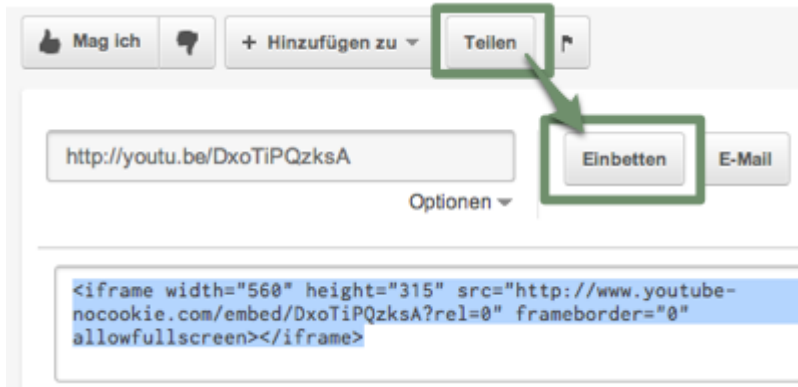 Mag ich + Hinzufügen zu Teilen
http://youtu.be/DxoTiPQzksA Einbetten E-Mail
Optionen
<iframe width="560" height="315" src="http://www.youtube-
nocookie.com/embed/DxoTiPQzksA?rel=0" frameborder="0"
allowfullscreen></iframe>